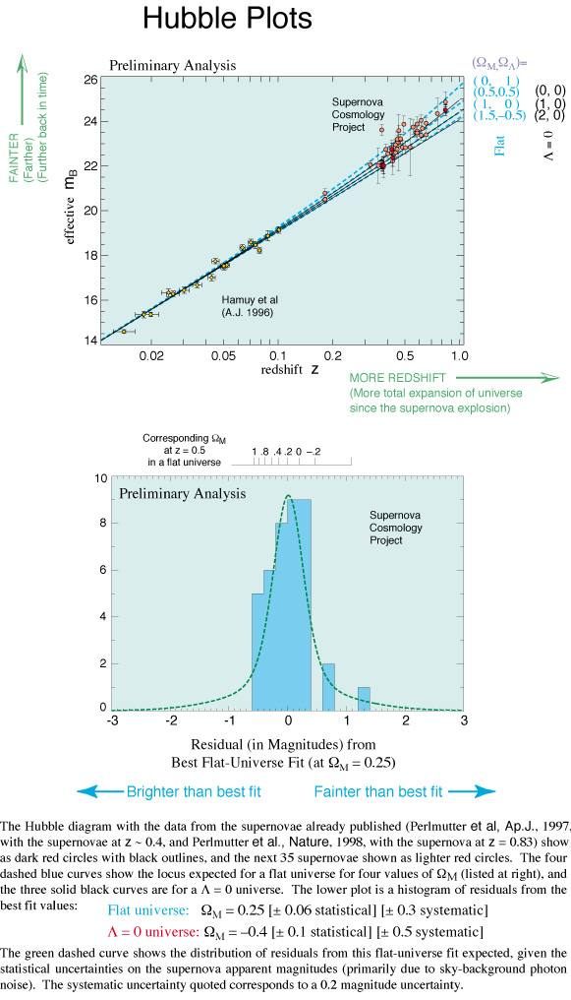 Hubble Plots
FAINTER
(Farther)
(Further back in time)
Preliminary Analysis
(ΩM,ΩΛ)=
( 0, 1)
(0.5,0.5) (0, 0)
( 1, 0 ) (1, 0)
(1.5,–0.5) (2, 0)
Flat
Λ = 0
Supernova
Cosmology
Project
effective mB
26
24
22
20
18
16
14
Hamuy et al
(A.J. 1996)
0.02 0.05 0.1 0.2 0.5 1.0
redshift z
MORE REDSHIFT
(More total expansion of universe
since the supernova explosion)
Corresponding ΩM
at z = 0.5
in a flat universe
1 .8 .4 .2 0 –.2
Preliminary Analysis
Supernova
Cosmology
Project
10
8
6
4
2
0
-3 -2 -1 0 1 2 3
Residual (in Magnitudes) from
Best Flat-Universe Fit (at ΩM = 0.25)
Brighter than best fit Fainter than best fit
The Hubble diagram with the data from the supernovae already published (Perlmutter et al, Ap.J., 1997,
with the supernovae at z ~ 0.4, and Perlmutter et al., Nature, 1998, with the supernova at z = 0.83) show
as dark red circles with black outlines, and the next 35 supernovae shown as lighter red circles. The four
dashed blue curves show the locus expected for a flat universe for four values of ΩM (listed at right), and
the three solid black curves are for a Λ = 0 universe. The lower plot is a histogram of residuals from the
best fit values:
Flat universe: ΩM = 0.25 [± 0.06 statistical] [± 0.3 systematic]
Λ = 0 universe: ΩM = –0.4 [± 0.1 statistical] [± 0.5 systematic]
The green dashed curve shows the distribution of residuals from this flat-universe fit expected, given the
statistical uncertainties on the supernova apparent magnitudes (primarily due to sky-background photon
noise). The systematic uncertainty quoted corresponds to a 0.2 magnitude uncertainty.